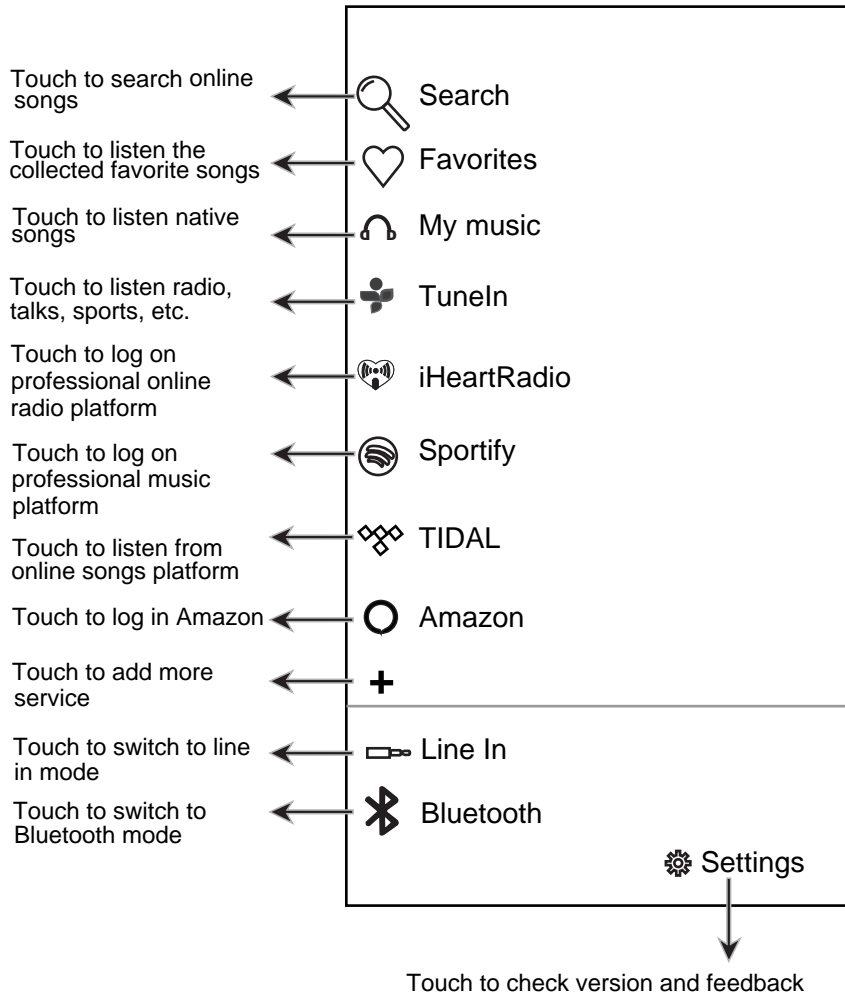 Touch to search online
songs
Search
Touch to listen the
collected favorite songs
Favorites
Touch to listen native
songs
My music
Touch to listen radio,
talks, sports, etc.
TuneIn
Touch to log on
professional online
radio platform
iHeartRadio
Touch to log on
professional music
platform
Sportify
Touch to listen from
online songs platform
TIDAL
Touch to log in Amazon
Amazon
Touch to add more
service
+
Touch to switch to line
in mode
Line In
Touch to switch to
Bluetooth mode
Bluetooth
Settings
Touch to check version and feedback